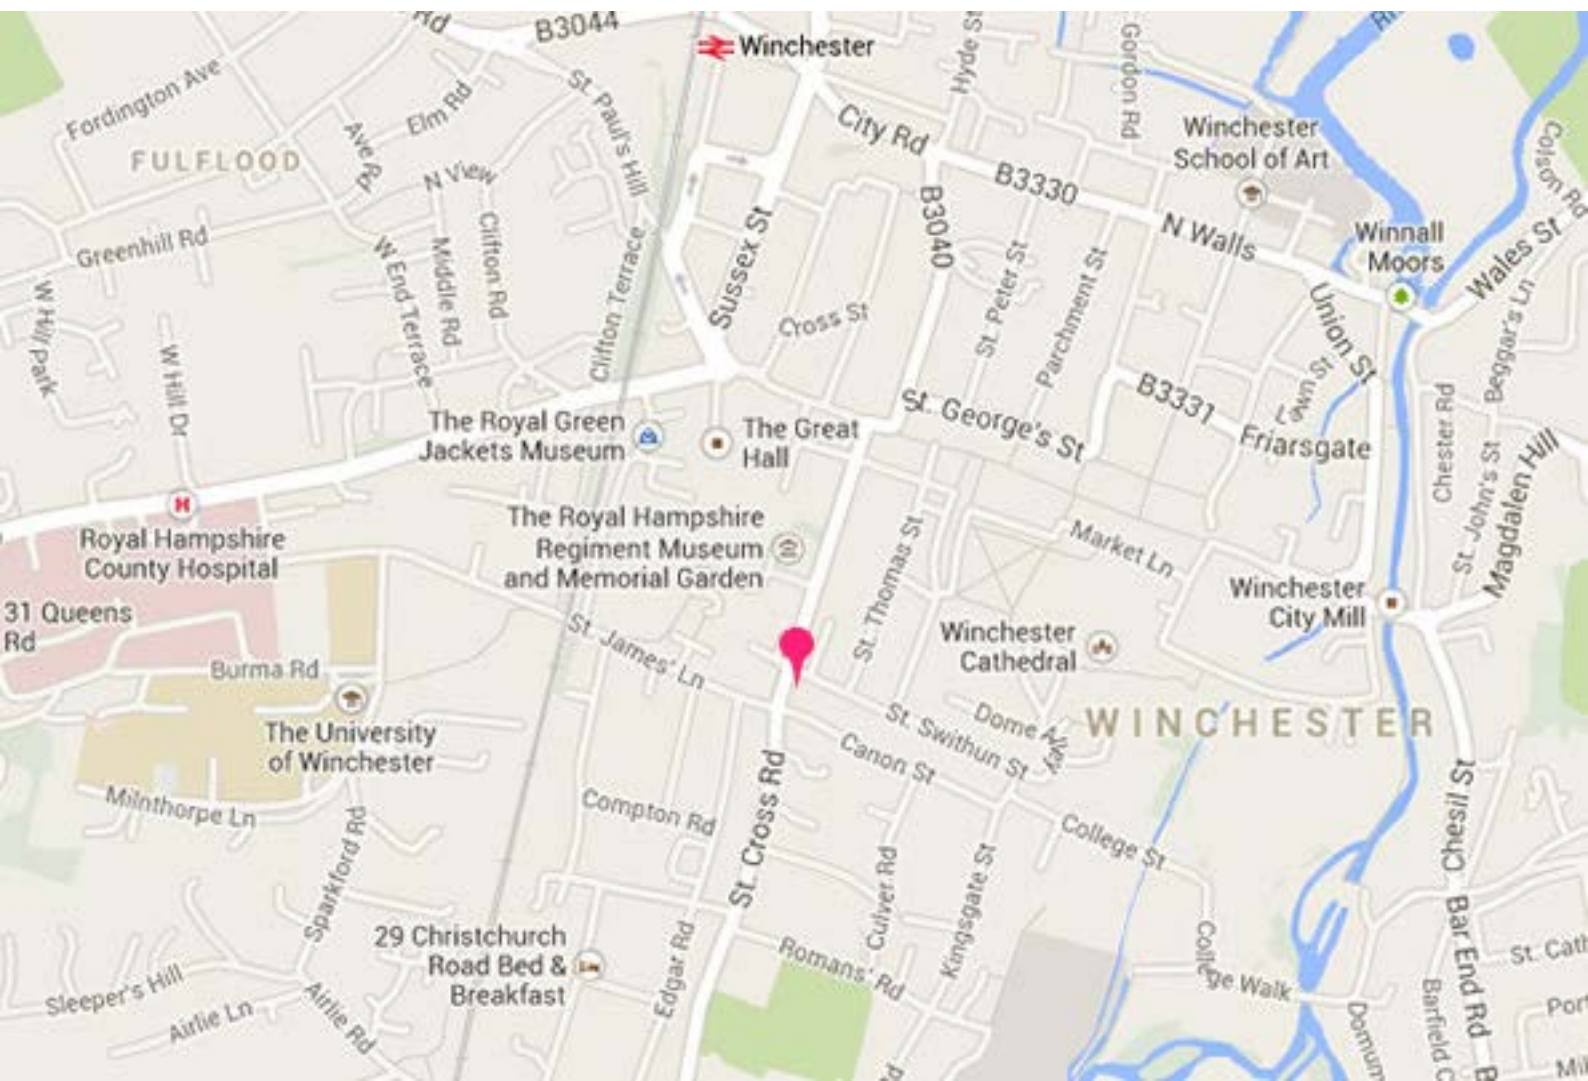 Rd
B3044
Winchester
Hyde St
Gordon Rd
Fordington Ave
Elm Rd
Ave Rd
St. Paul's Hill
City Rd
Winchester
School of Art
Colson Rd
FULFLOOD
N View
B3330
N Walls
B3040
Winnall
Moors
Wales St
Greenhill Rd
Clifton Rd
Middle Rd
W End Terrace
Clifton Terrace
Sussex St
Cross St
St. Peter St
Parchment St
Union St
Beggar's Ln
W Hill Park
W Hill Dr
The Royal Green
Jackets Museum
The Great
Hall
St. George's St
B3331
Lawn St
Friarsgate
Chester Rd
St. John's St
Magdalen Hill
Royal Hampshire
County Hospital
The Royal Hampshire
Regiment Museum
and Memorial Garden
Market Ln
St. Thomas St
Winchester
City Mill
31 Queens
Rd
Burma Rd
St. James' Ln
Winchester
Cathedral
The University
of Winchester
St. Swithun St
Dome Alley
WINCHESTER
Canon St
Milnthorpe Ln
Compton Rd
St. Cross Rd
College St
Chesil St
Sparkford Rd
Culver Rd
Kingsgate St
29 Christchurch
Road Bed &
Breakfast
Edgar Rd
Romans' Rd
College Walk
Bar End Rd
St. Cath
Sleeper's Hill
Airlie Ln
Airlie Rd
Domum
Barfield C
Port
Mil
Rd
B